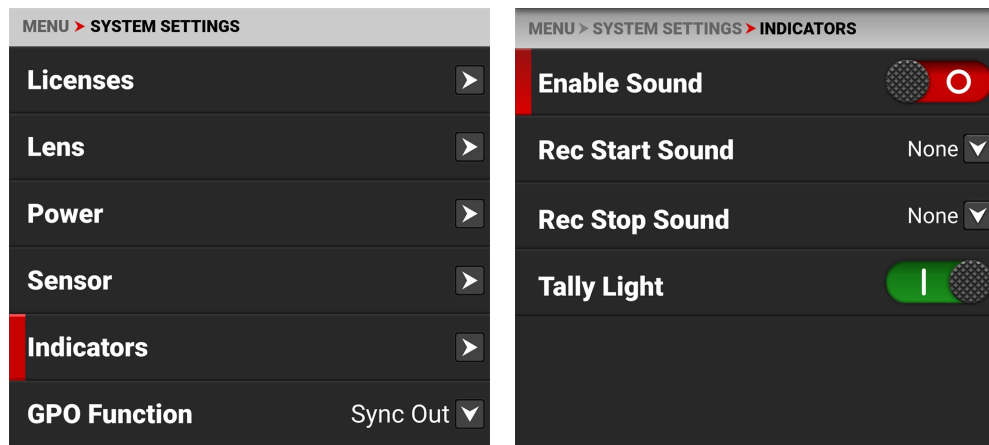 MENU > SYSTEM SETTINGS
Licenses
Lens
Power
Sensor
Indicators
GPO Function Sync Out
MENU > SYSTEM SETTINGS > INDICATORS
Enable Sound
Rec Start Sound None
Rec Stop Sound None
Tally Light